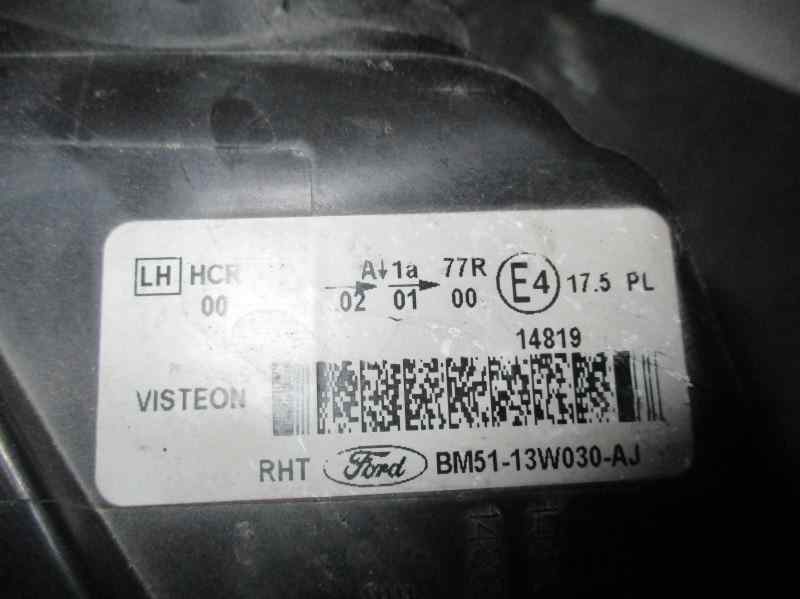 LH HCR A↓1a 77R E4 17.5 PL
00 02 01 00
14819
VISTEON
RHT Ford BM51-13W030-AJ